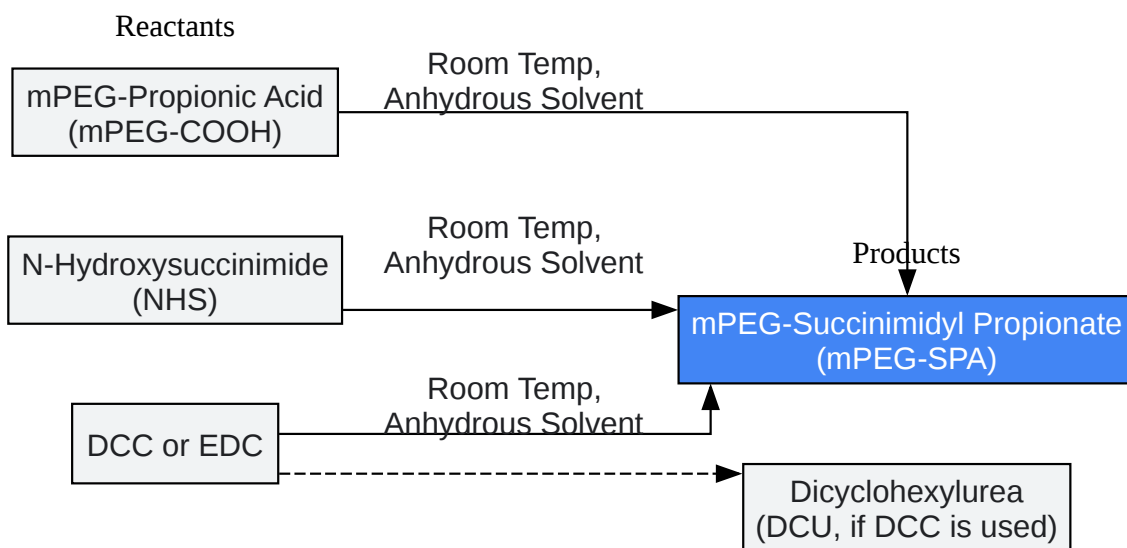 Reactants
mPEG-Propionic Acid
(mPEG-COOH)
Room Temp,
Anhydrous Solvent
N-Hydroxysuccinimide
(NHS)
Room Temp,
Anhydrous Solvent
Products
mPEG-Succinimidyl Propionate
(mPEG-SPA)
DCC or EDC
Room Temp,
Anhydrous Solvent
Dicyclohexylurea
(DCU, if DCC is used)